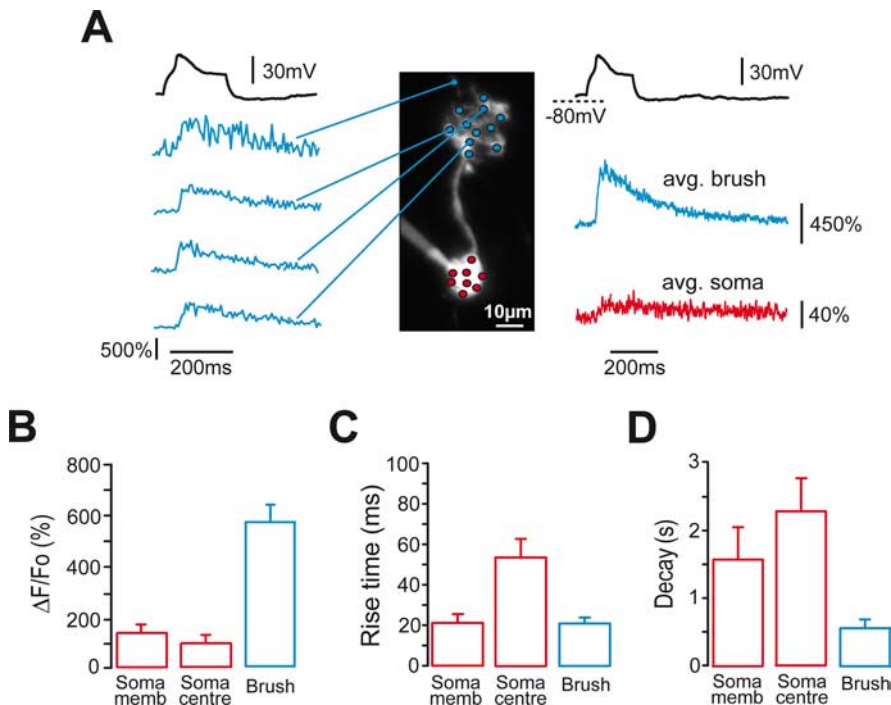 A
30mV
500%
200ms
10µm
30mV
-80mV
avg. brush
450%
avg. soma
40%
200ms
B
ΔF/Fo (%)
800
600
400
200
0
Soma memb
Soma centre
Brush
C
Rise time (ms)
100
80
60
40
20
0
Soma memb
Soma centre
Brush
D
Decay (s)
3
2
1
0
Soma memb
Soma centre
Brush